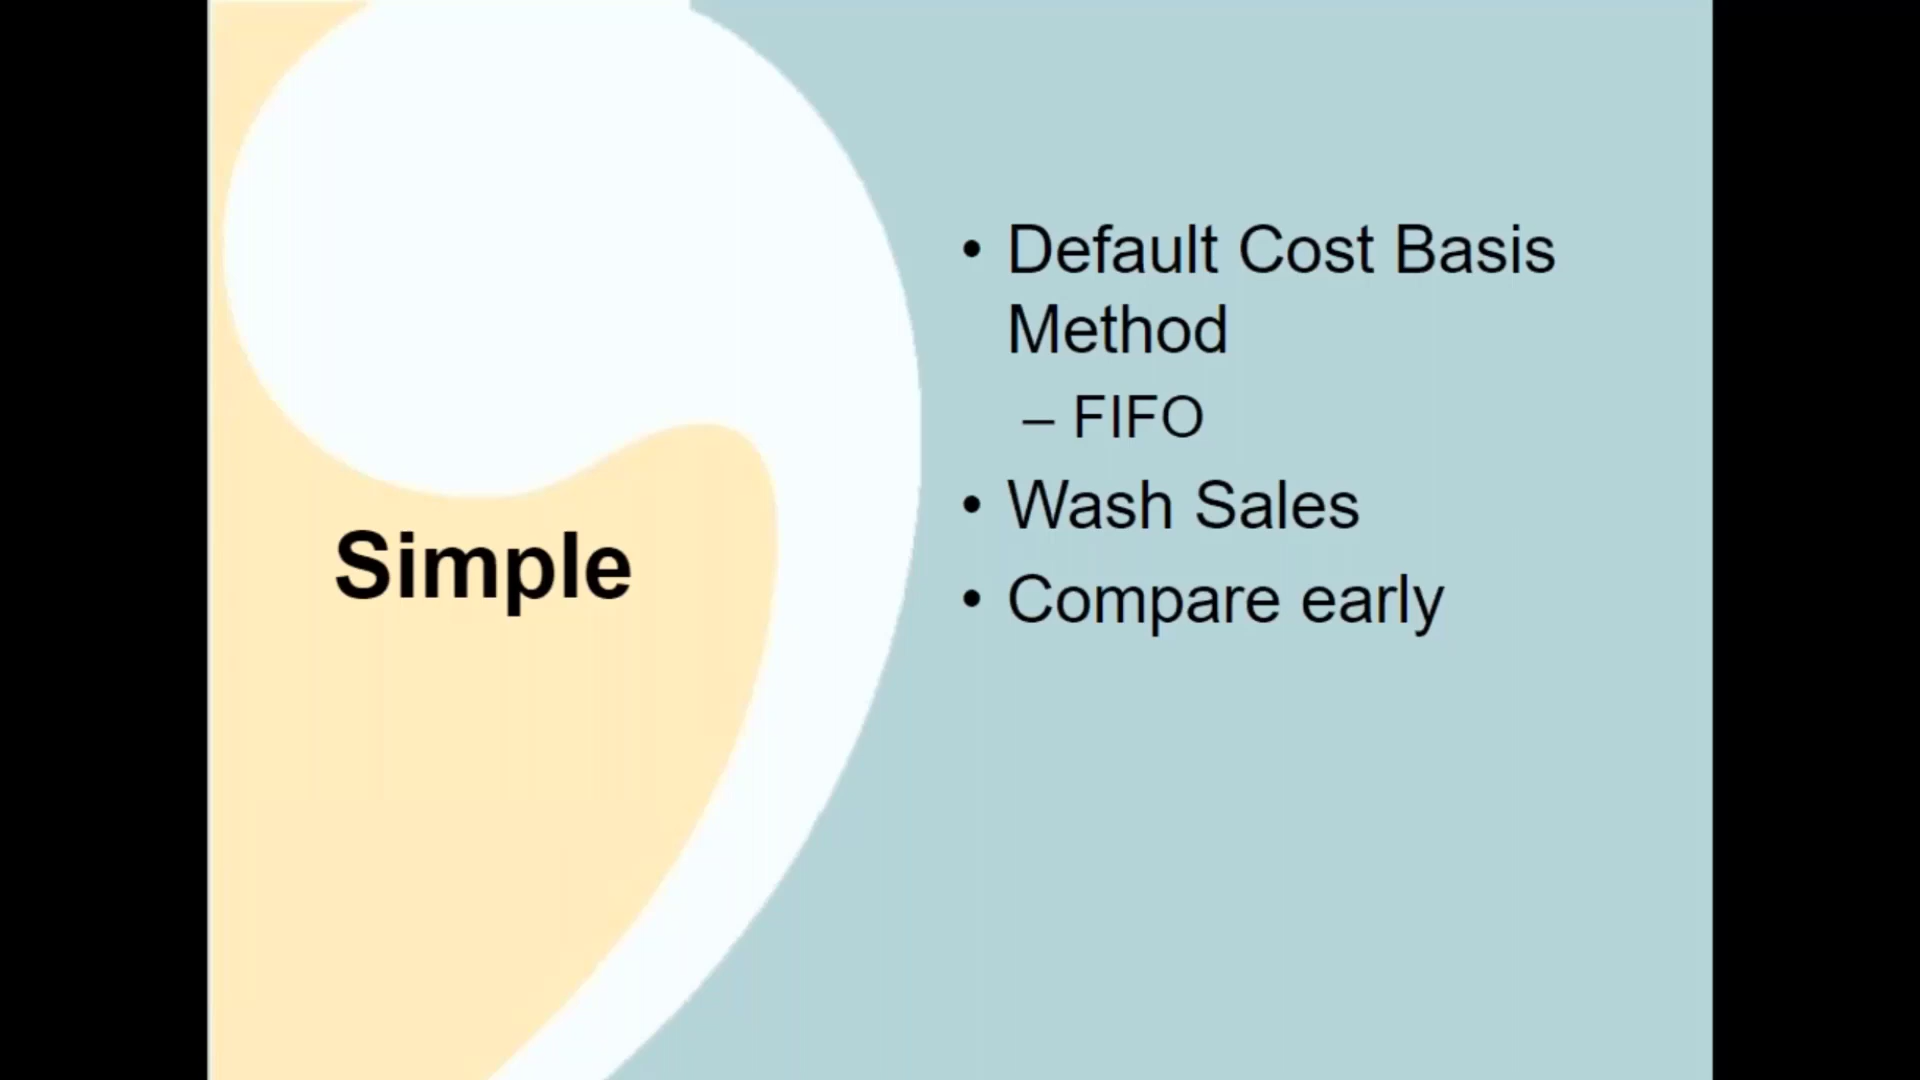 Simple
• Default Cost Basis
Method
– FIFO
• Wash Sales
• Compare early